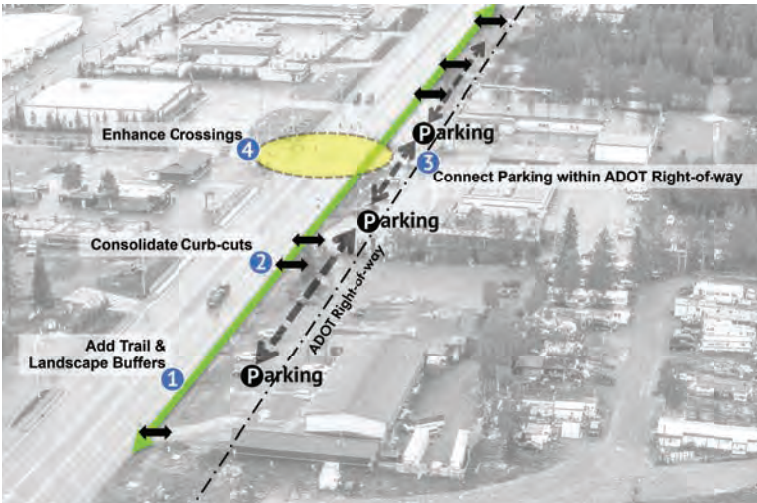 Enhance Crossings
4
Parking
3
Connect Parking within ADOT Right-of-way
Parking
Consolidate Curb-cuts
2
ADOT Right-of-way
Add Trail &
Landscape Buffers
1
Parking